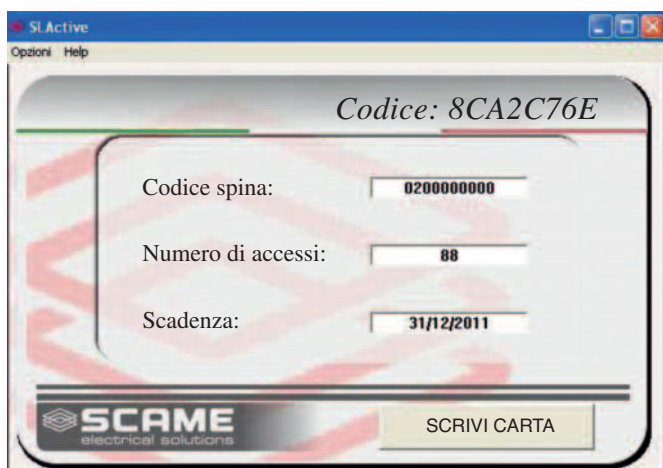 SLActive
Opzioni Help
Codice: 8CA2C76E
Codice spina: 0200000000
Numero di accessi: 88
Scadenza: 31/12/2011
SCAME
electrical solutions
SCRIVI CARTA